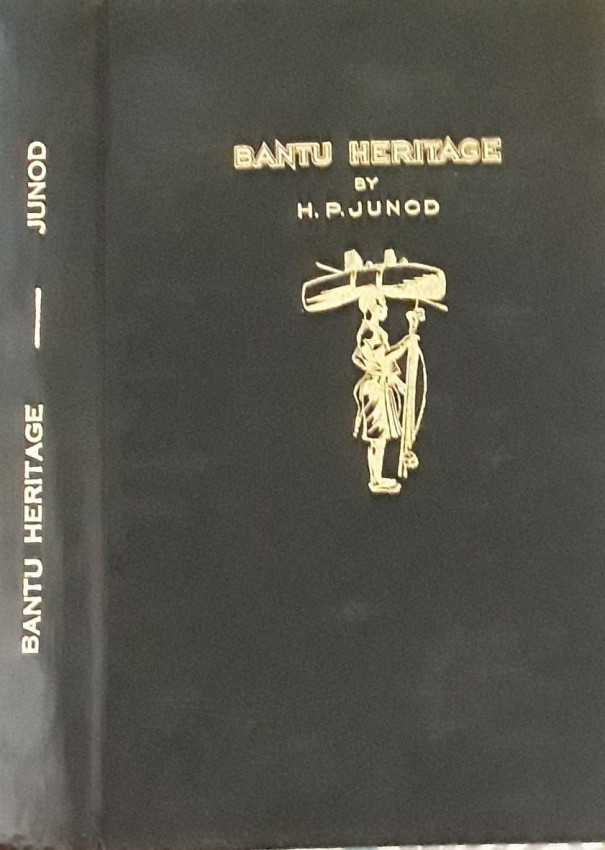 BANTU HERITAGE
BY
H. P. JUNOD
BANTU HERITAGE — JUNOD